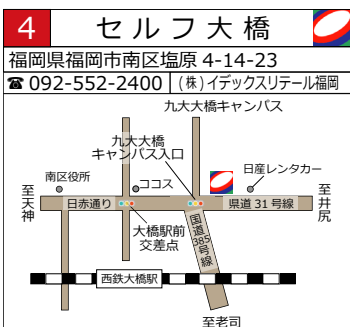 4 セルフ大橋
福岡県福岡市南区塩原 4-14-23
☎ 092-552-2400 (株)イデックスリテール福岡
九大大橋キャンパス
九大大橋
キャンパス入口
南区役所
ココス
日産レンタカー
至天神
日赤通り
県道 31 号線
至井尻
大橋駅前
交差点
国道385号線
西鉄大橋駅
至老司